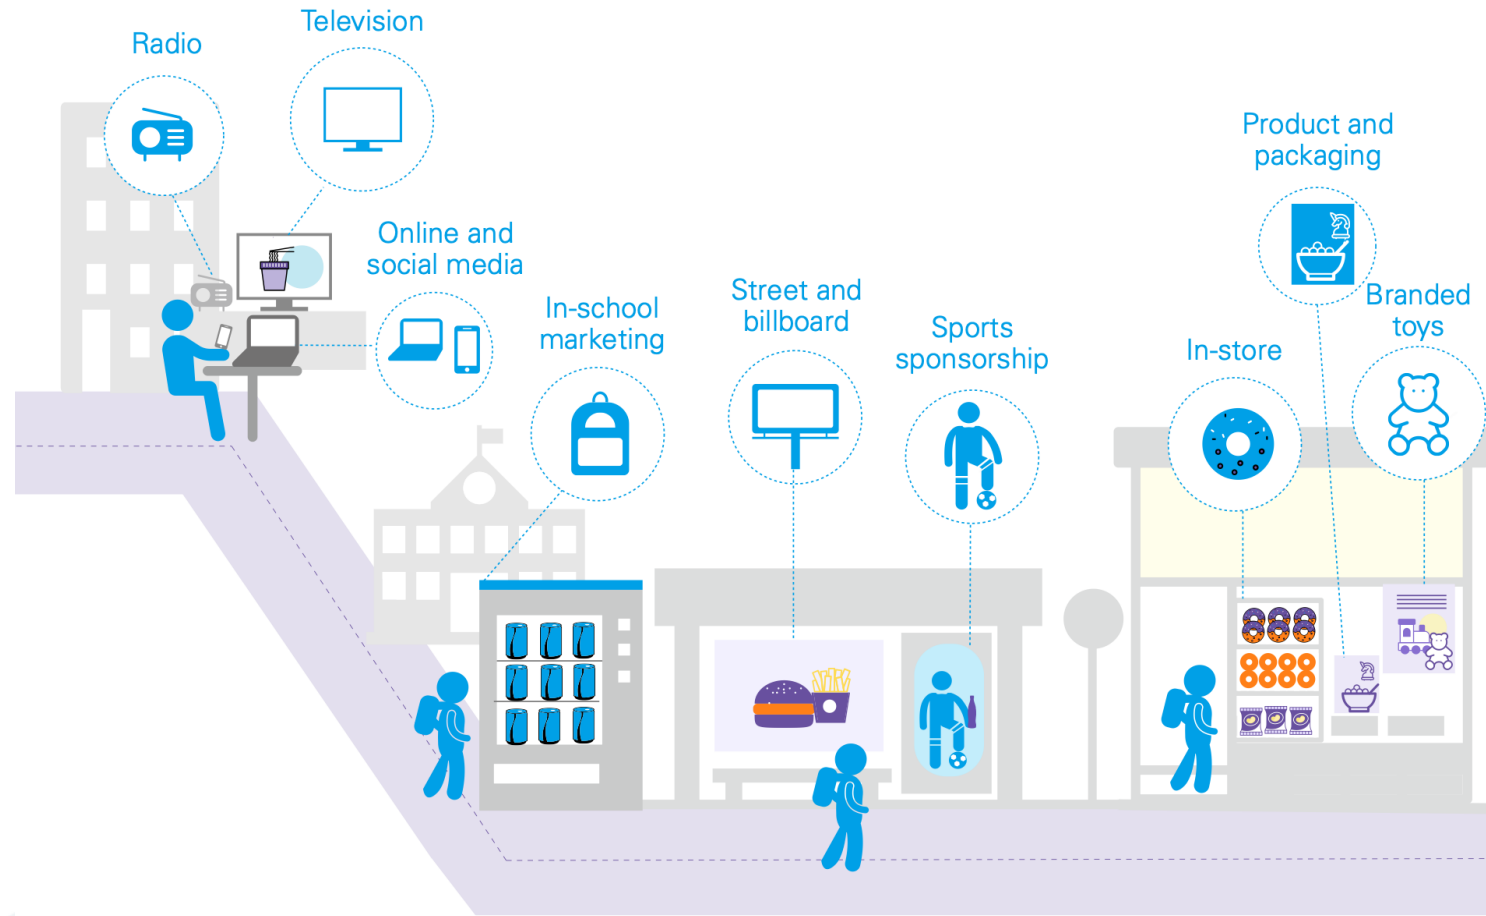 Radio
Television
Online and
social media
In-school
marketing
Street and
billboard
Sports
sponsorship
In-store
Product and
packaging
Branded
toys